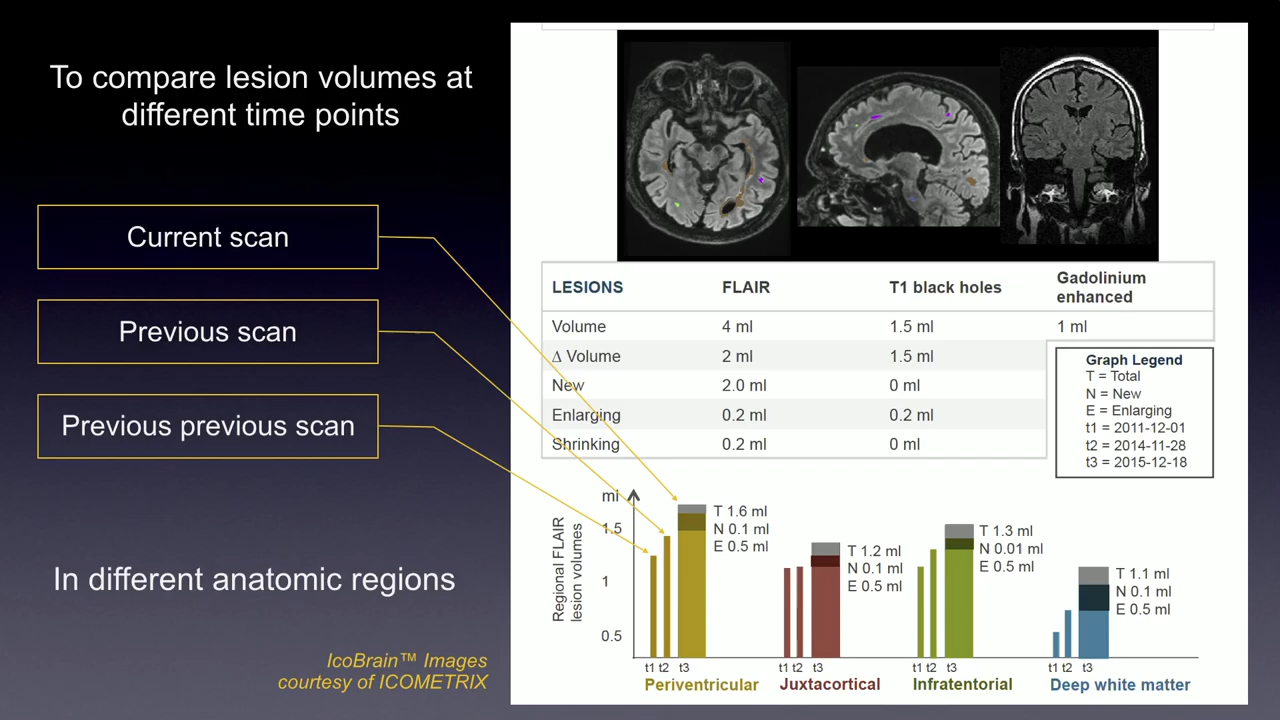 To compare lesion volumes at
different time points
Current scan
Previous scan
Previous previous scan
In different anatomic regions
IcoBrain™ Images
courtesy of ICOMETRIX
LESIONS FLAIR T1 black holes Gadolinium enhanced
Volume 4 ml 1.5 ml 1 ml
Δ Volume 2 ml 1.5 ml
New 2.0 ml 0 ml
Enlarging 0.2 ml 0.2 ml
Shrinking 0.2 ml 0 ml
Graph Legend
T = Total
N = New
E = Enlarging
t1 = 2011-12-01
t2 = 2014-11-28
t3 = 2015-12-18
Regional FLAIR
lesion volumes
ml
1.5
1
0.5
T 1.6 ml
N 0.1 ml
E 0.5 ml
T 1.2 ml
N 0.1 ml
E 0.5 ml
T 1.3 ml
N 0.01 ml
E 0.5 ml
T 1.1 ml
N 0.1 ml
E 0.5 ml
t1 t2 t3 t1 t2 t3 t1 t2 t3 t1 t2 t3
Periventricular Juxtacortical Infratentorial Deep white matter